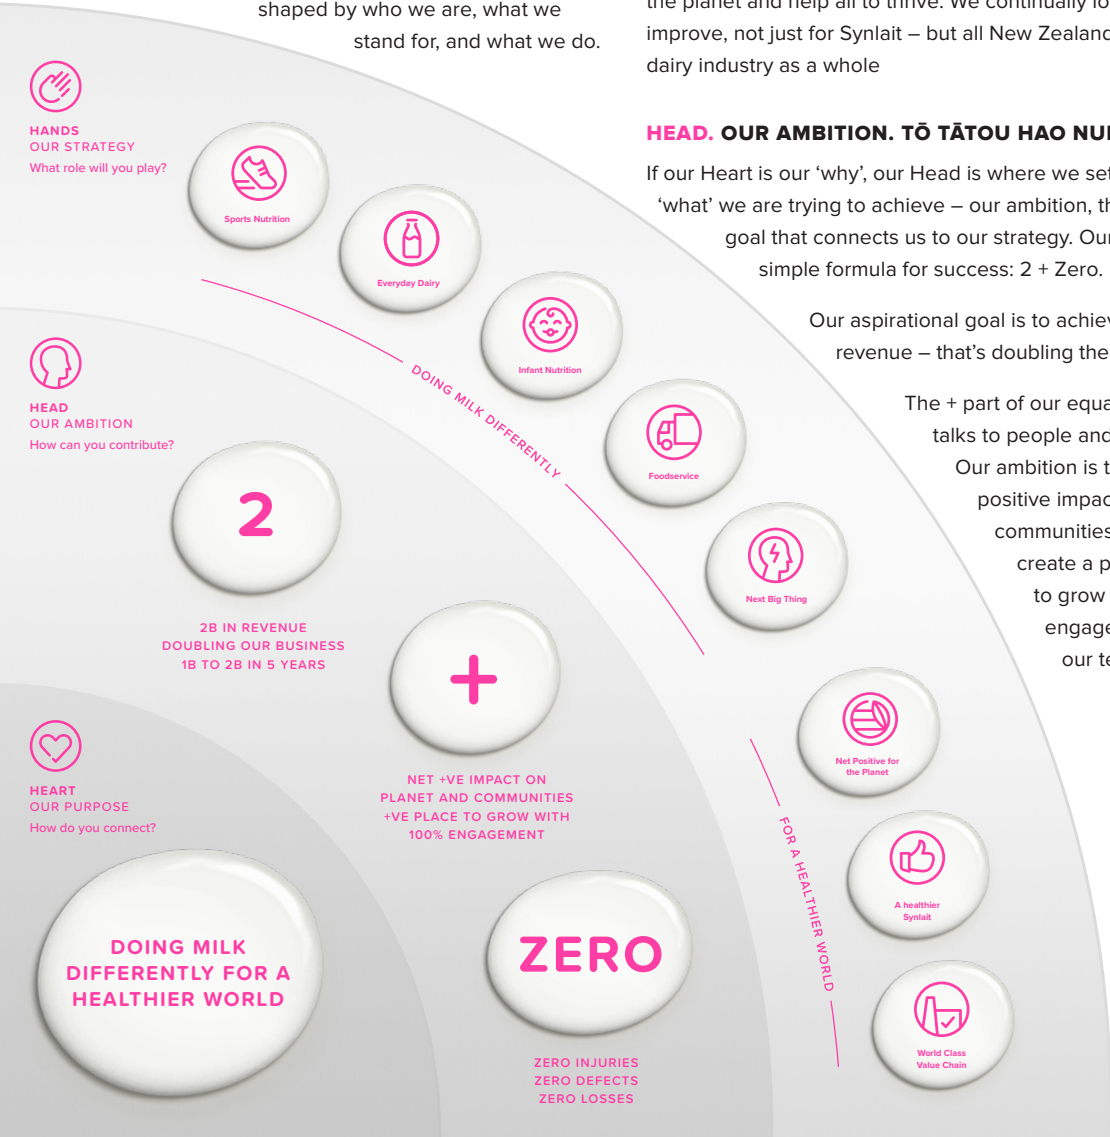 shaped by who we are, what we
stand for, and what we do.
the planet and help all to thrive. We continually
improve, not just for Synlait – but all New Zealand
dairy industry as a whole
HEAD. OUR AMBITION. TŌ TĀTOU HAO
If our Heart is our ‘why’, our Head is where we set
‘what’ we are trying to achieve – our ambition,
goal that connects us to our strategy. Our
simple formula for success: 2 + Zero.
Our aspirational goal is to
revenue – that’s doubling the
The + part of our
talks to people and
Our ambition is
positive
communities
create a
to grow
our
HANDS
OUR STRATEGY
What role will you play?
Sports Nutrition
Everyday Dairy
Infant Nutrition
Foodservice
Next Big Thing
DOING MILK DIFFERENTLY
Net Positive for
the Planet
A healthier
Synlait
World Class
Value Chain
FOR A HEALTHIER WORLD
HEAD
OUR AMBITION
How can you contribute?
2
2B IN REVENUE
DOUBLING OUR BUSINESS
1B TO 2B IN 5 YEARS
+
NET +VE IMPACT ON
PLANET AND COMMUNITIES
+VE PLACE TO GROW WITH
100% ENGAGEMENT
ZERO
ZERO INJURIES
ZERO DEFECTS
ZERO LOSSES
HEART
OUR PURPOSE
How do you connect?
DOING MILK
DIFFERENTLY FOR A
HEALTHIER WORLD